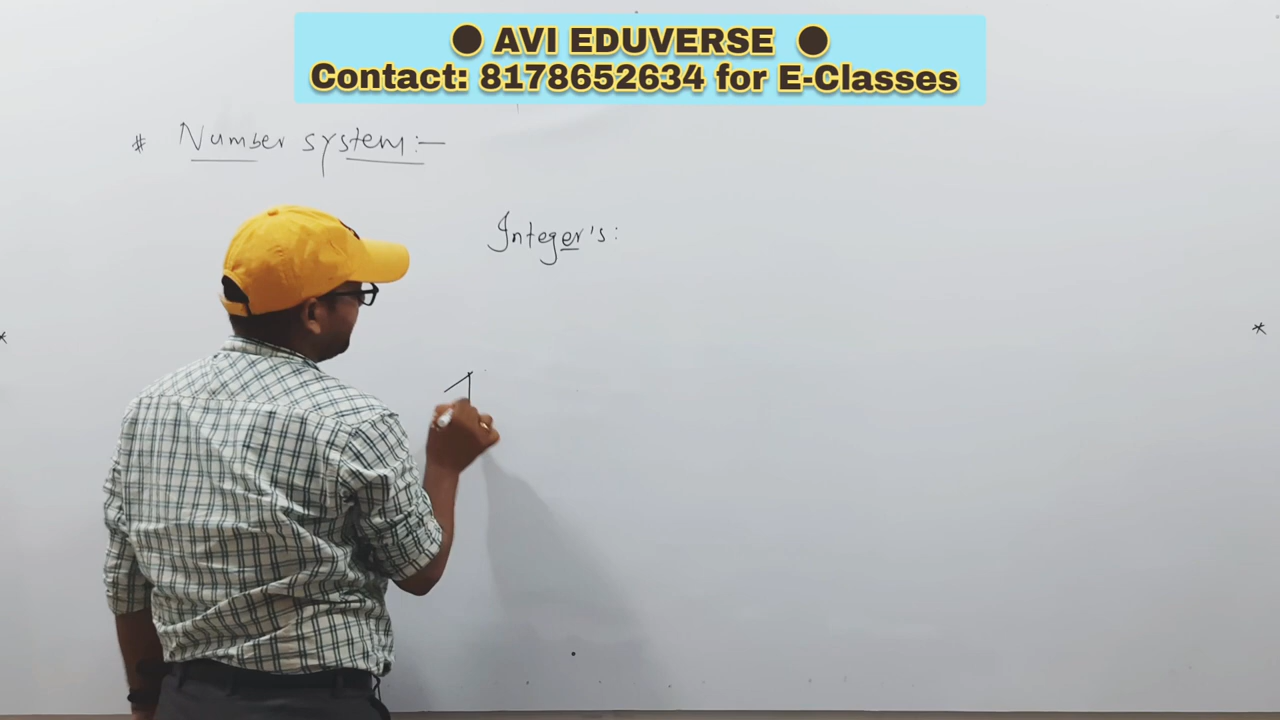 ● AVI EDUVERSE ●
Contact: 8178652634 for E-Classes
# Number system:—
Integer's: